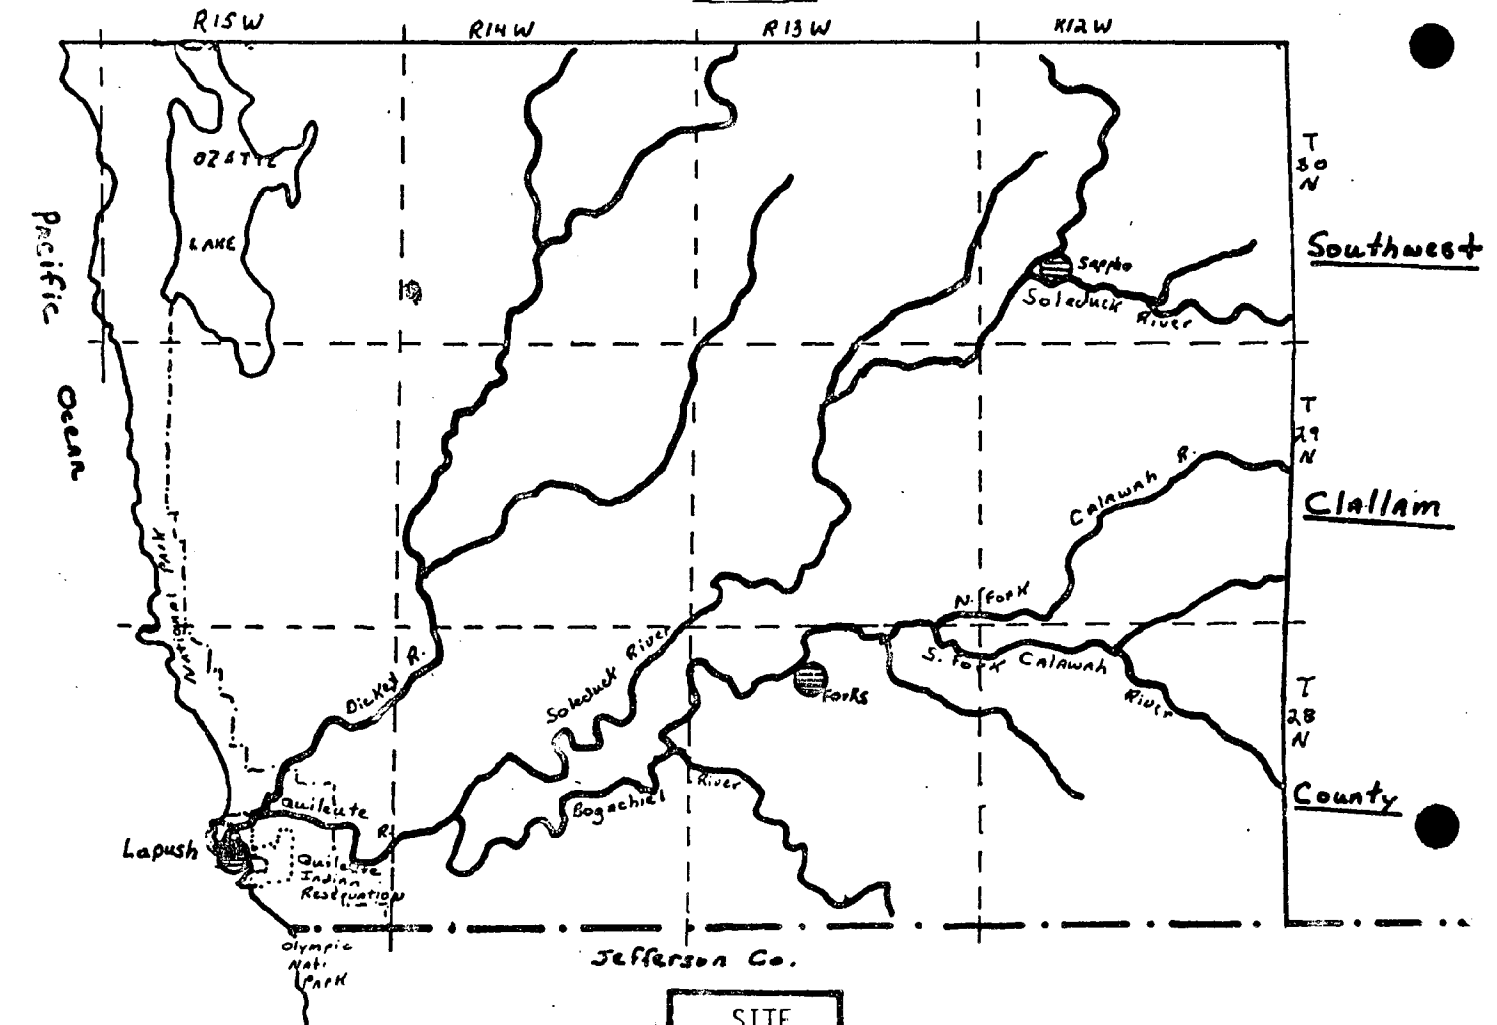 R15W
R14W
R13W
R12W
OZETTE
LAKE
Pacific
Ocean
T
30
N
Southwest
Sappho
Soleduck
River
T
29
N
Clallam
Calawah R.
N. Fork
S. Fork Calawah
River
T
28
N
County
National Park
Dickey R.
Soleduck River
Forks
Bogachiel
River
Quileute
R.
Lapush
Quileute
Indian
Reservation
Olympic
Nati
Park
Jefferson Co.
SITE